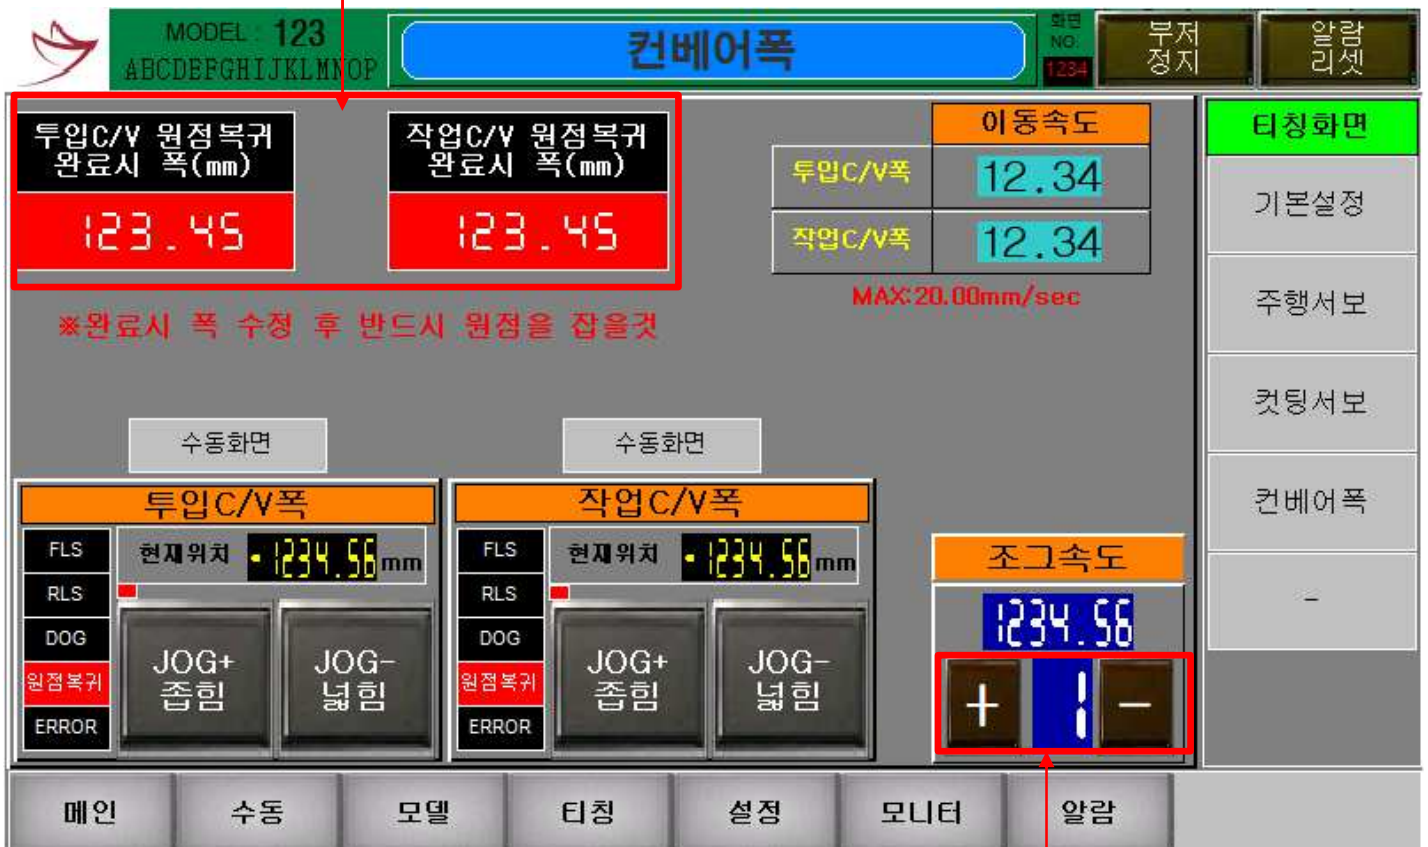 MODEL : 123
ABCDEFGHIJKLMNOP
컨베어폭
화면
NO.
1234
부저
정지
알람
리셋
투입C/V 원점복귀
완료시 폭(mm)
123.45
작업C/V 원점복귀
완료시 폭(mm)
123.45
이동속도
투입C/V폭
12.34
작업C/V폭
12.34
MAX:20.00mm/sec
※완료시 폭 수정 후 반드시 원점을 잡을것
티칭화면
기본설정
주행서보
컷팅서보
컨베어폭
-
수동화면
수동화면
투입C/V폭
FLS
RLS
DOG
원점복귀
ERROR
현재위치 -1234.56mm
JOG+
좁힘
JOG-
넓힘
작업C/V폭
FLS
RLS
DOG
원점복귀
ERROR
현재위치 -1234.56mm
JOG+
좁힘
JOG-
넓힘
조그속도
1234.56
+ 1 -
메인 수동 모델 티칭 설정 모니터 알람